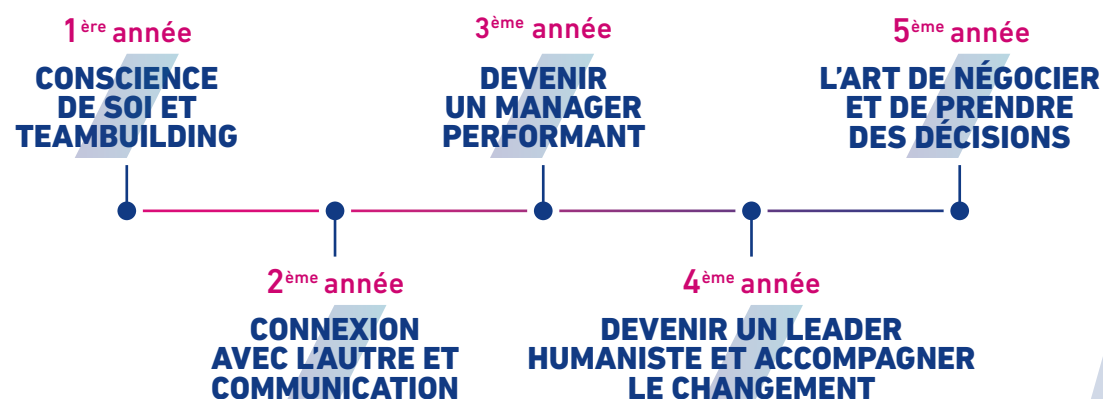 1ère année
CONSCIENCE
DE SOI ET
TEAMBUILDING
2ème année
CONNEXION
AVEC L'AUTRE ET
COMMUNICATION
3ème année
DEVENIR
UN MANAGER
PERFORMANT
4ème année
DEVENIR UN LEADER
HUMANISTE ET ACCOMPAGNER
LE CHANGEMENT
5ème année
L'ART DE NÉGOCIER
ET DE PRENDRE
DES DÉCISIONS